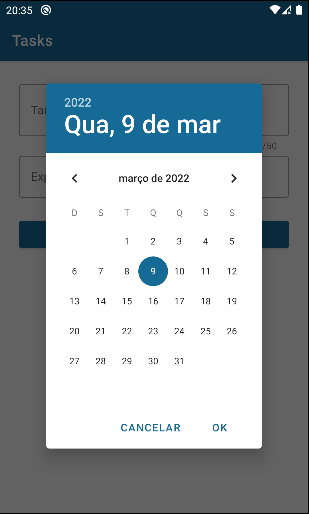 20:35
Tasks
2022
Qua, 9 de mar
Ta
/50
março de 2022
Exp
D S T Q Q S S
1 2 3 4 5
6 7 8 9 10 11 12
13 14 15 16 17 18 19
20 21 22 23 24 25 26
27 28 29 30 31
CANCELAR OK